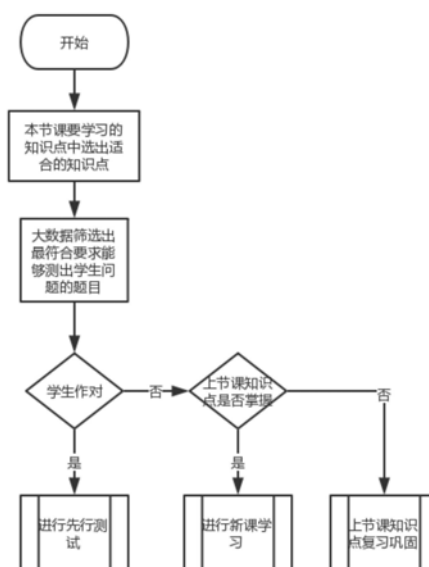 开始
本节课要学习的
知识点中选出适
合的知识点
大数据筛选出
最符合要求能
够测出学生问
题的题目
学生作对
否
上节课知识
点是否掌握
否
是
是
进行先行测
试
进行新课学
习
上节课知识
点复习巩固